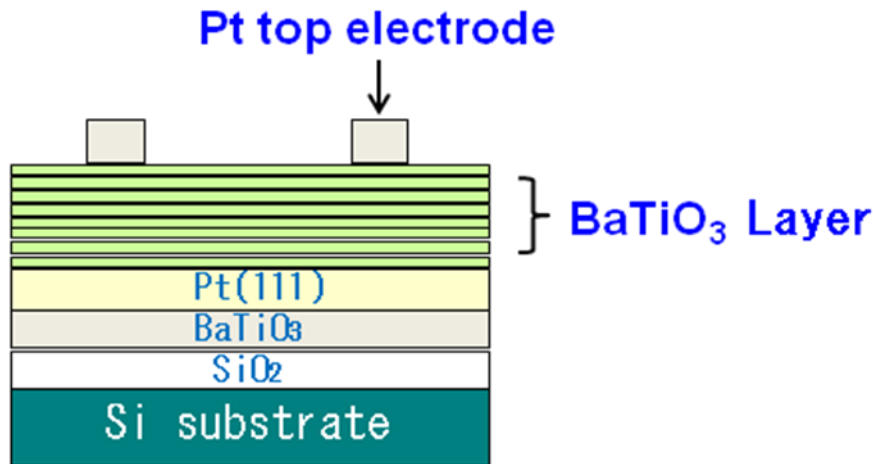 Pt top electrode
BaTiO₃ Layer
Pt(111)
BaTiO₃
SiO₂
Si substrate